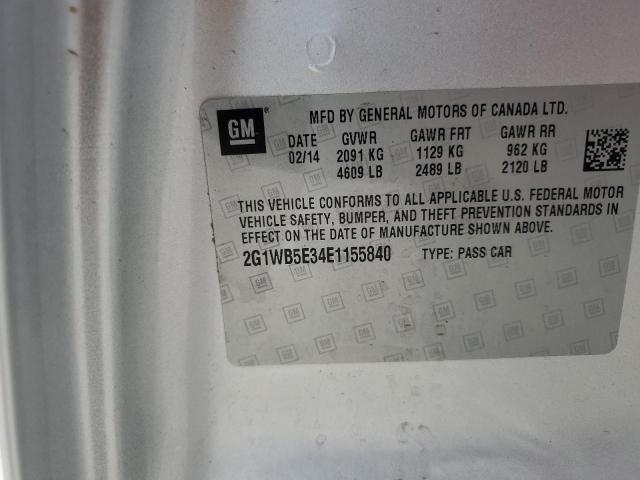 GM
MFD BY GENERAL MOTORS OF CANADA LTD.
DATE GVWR GAWR FRT GAWR RR
02/14 2091 KG 1129 KG 962 KG
4609 LB 2489 LB 2120 LB
THIS VEHICLE CONFORMS TO ALL APPLICABLE U.S. FEDERAL MOTOR
VEHICLE SAFETY, BUMPER, AND THEFT PREVENTION STANDARDS IN
EFFECT ON THE DATE OF MANUFACTURE SHOWN ABOVE.
2G1WB5E34E1155840 TYPE: PASS CAR